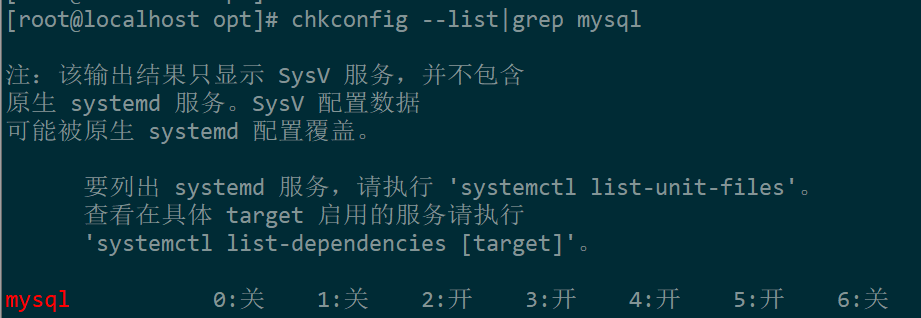 [root@localhost opt]# chkconfig --list|grep mysql
注：该输出结果只显示 SysV 服务，并不包含
原生 systemd 服务。SysV 配置数据
可能被原生 systemd 配置覆盖。
要列出 systemd 服务，请执行 'systemctl list-unit-files'。
查看在具体 target 启用的服务请执行
'systemctl list-dependencies [target]'。
mysql 0:关 1:关 2:开 3:开 4:开 5:开 6:关